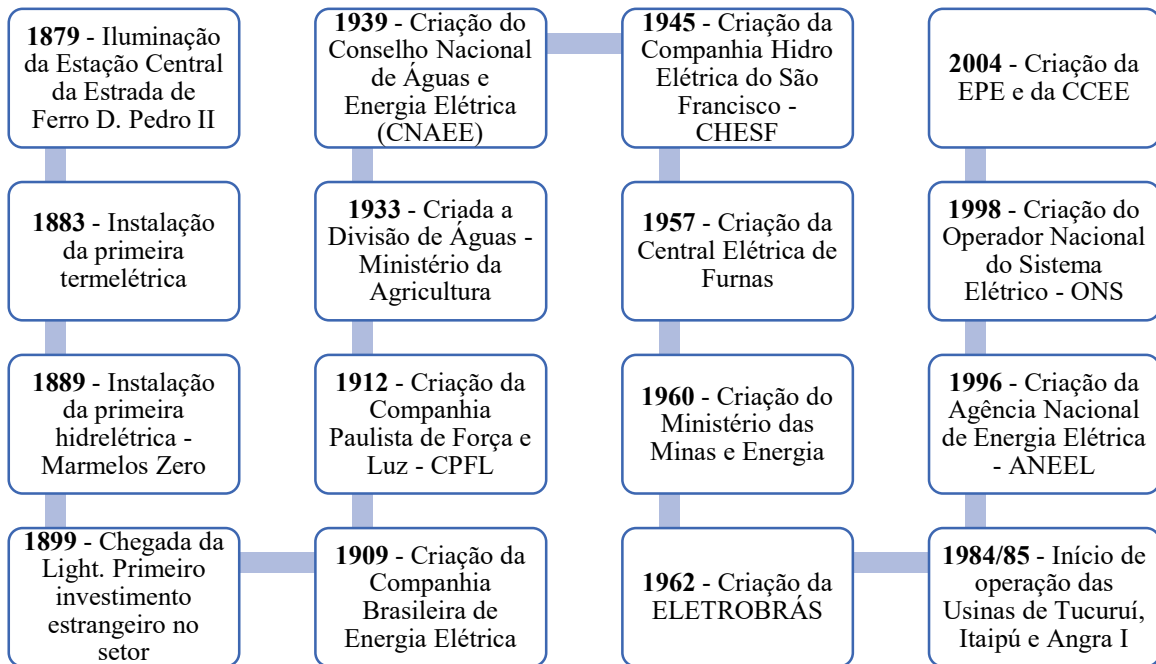 1879 - Iluminação
da Estação Central
da Estrada de
Ferro D. Pedro II
1883 - Instalação
da primeira
termelétrica
1889 - Instalação
da primeira
hidrelétrica -
Marmelos Zero
1899 - Chegada da
Light. Primeiro
investimento
estrangeiro no
setor
1909 - Criação da
Companhia
Brasileira de
Energia Elétrica
1912 - Criação da
Companhia
Paulista de Força e
Luz - CPFL
1933 - Criada a
Divisão de Águas -
Ministério da
Agricultura
1939 - Criação do
Conselho Nacional
de Águas e
Energia Elétrica
(CNAEE)
1945 - Criação da
Companhia Hidro
Elétrica do São
Francisco -
CHESF
1957 - Criação da
Central Elétrica de
Furnas
1960 - Criação do
Ministério das
Minas e Energia
1962 - Criação da
ELETROBRÁS
1984/85 - Início de
operação das
Usinas de Tucuruí,
Itaipú e Angra I
1996 - Criação da
Agência Nacional
de Energia Elétrica
- ANEEL
1998 - Criação do
Operador Nacional
do Sistema
Elétrico - ONS
2004 - Criação da
EPE e da CCEE